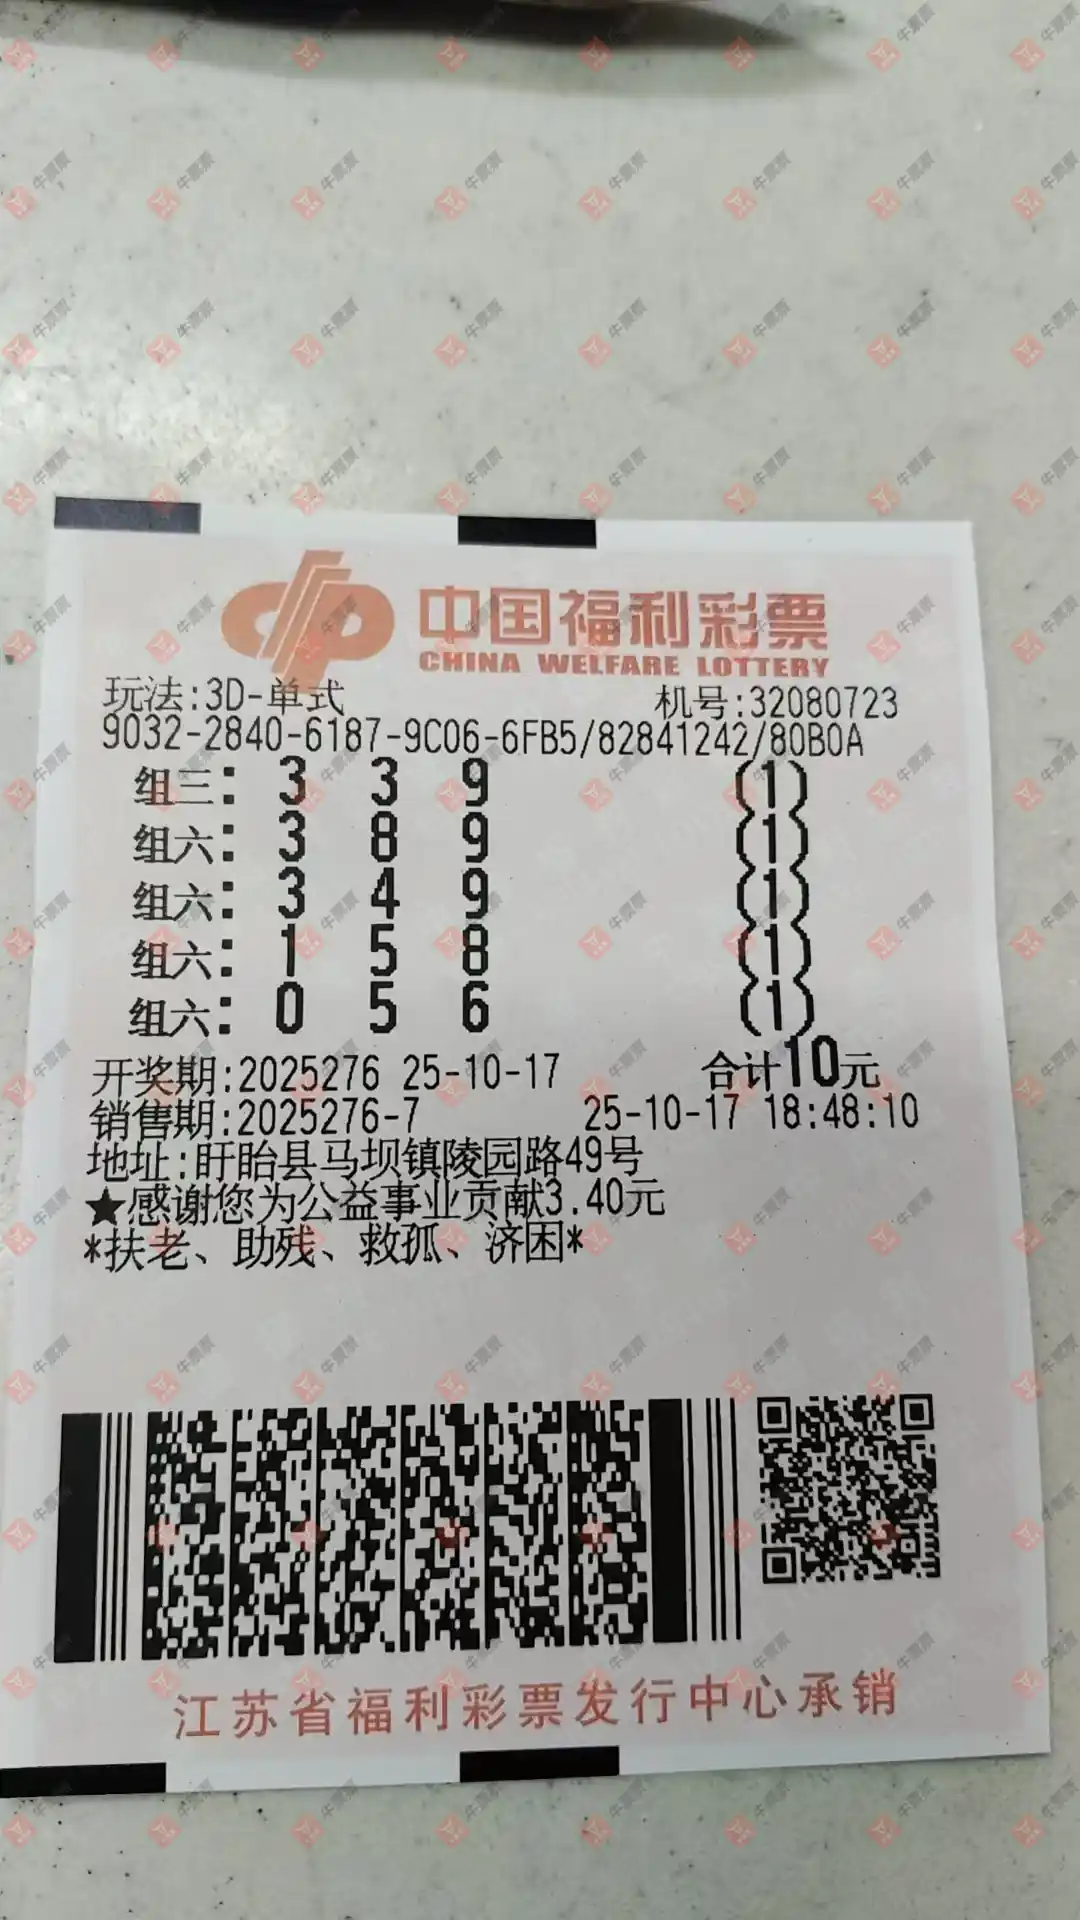 中国福利彩票
CHINA WELFARE LOTTERY
玩法:3D-单式 机号:32080723
9032-2840-6187-9C06-6FB5/82841242/80B0A
组三: 3 3 9 (1)
组六: 3 8 9 (1)
组六: 3 4 9 (1)
组六: 1 5 8 (1)
组六: 0 5 6 (1)
开奖期:2025276 25-10-17 合计10元
销售期:2025276-7 25-10-17 18:48:10
地址:盱眙县马坝镇陵园路49号
★感谢您为公益事业贡献3.40元
*扶老、助残、救孤、济困*
江苏省福利彩票发行中心承销
牛票票